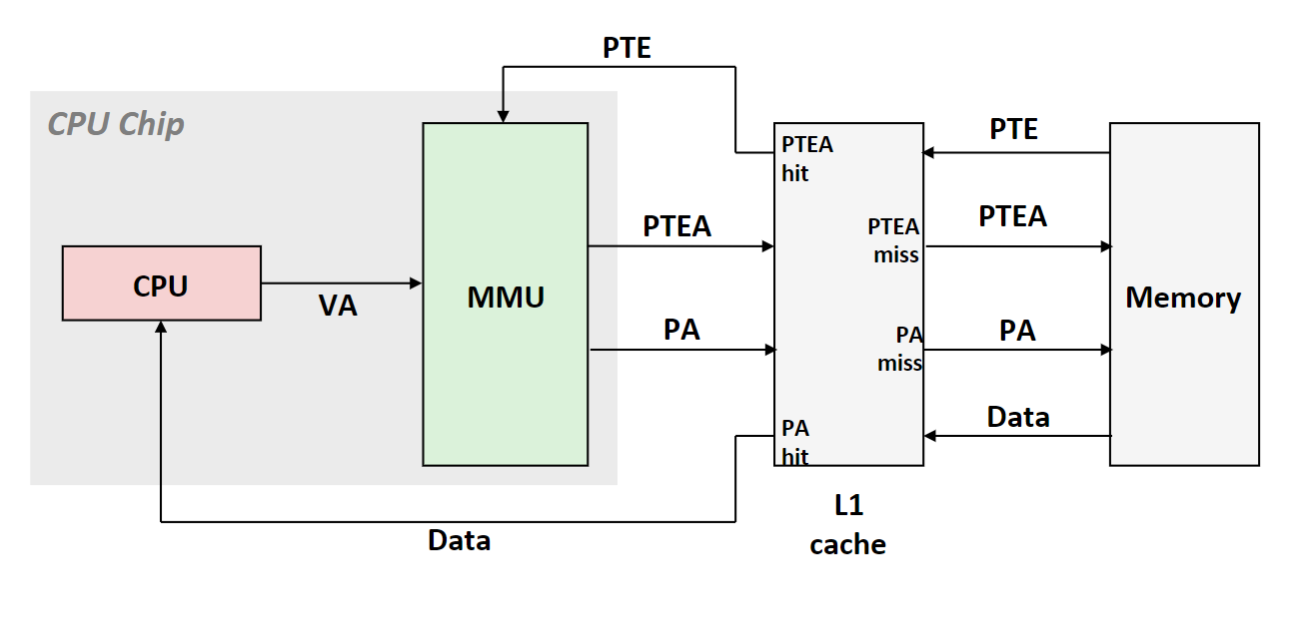 PTE
CPU Chip
PTEA
hit
PTE
PTEA
PTEA
miss
PTEA
CPU
VA
MMU
Memory
PA
PA
miss
PA
PA
hit
Data
Data
L1
cache